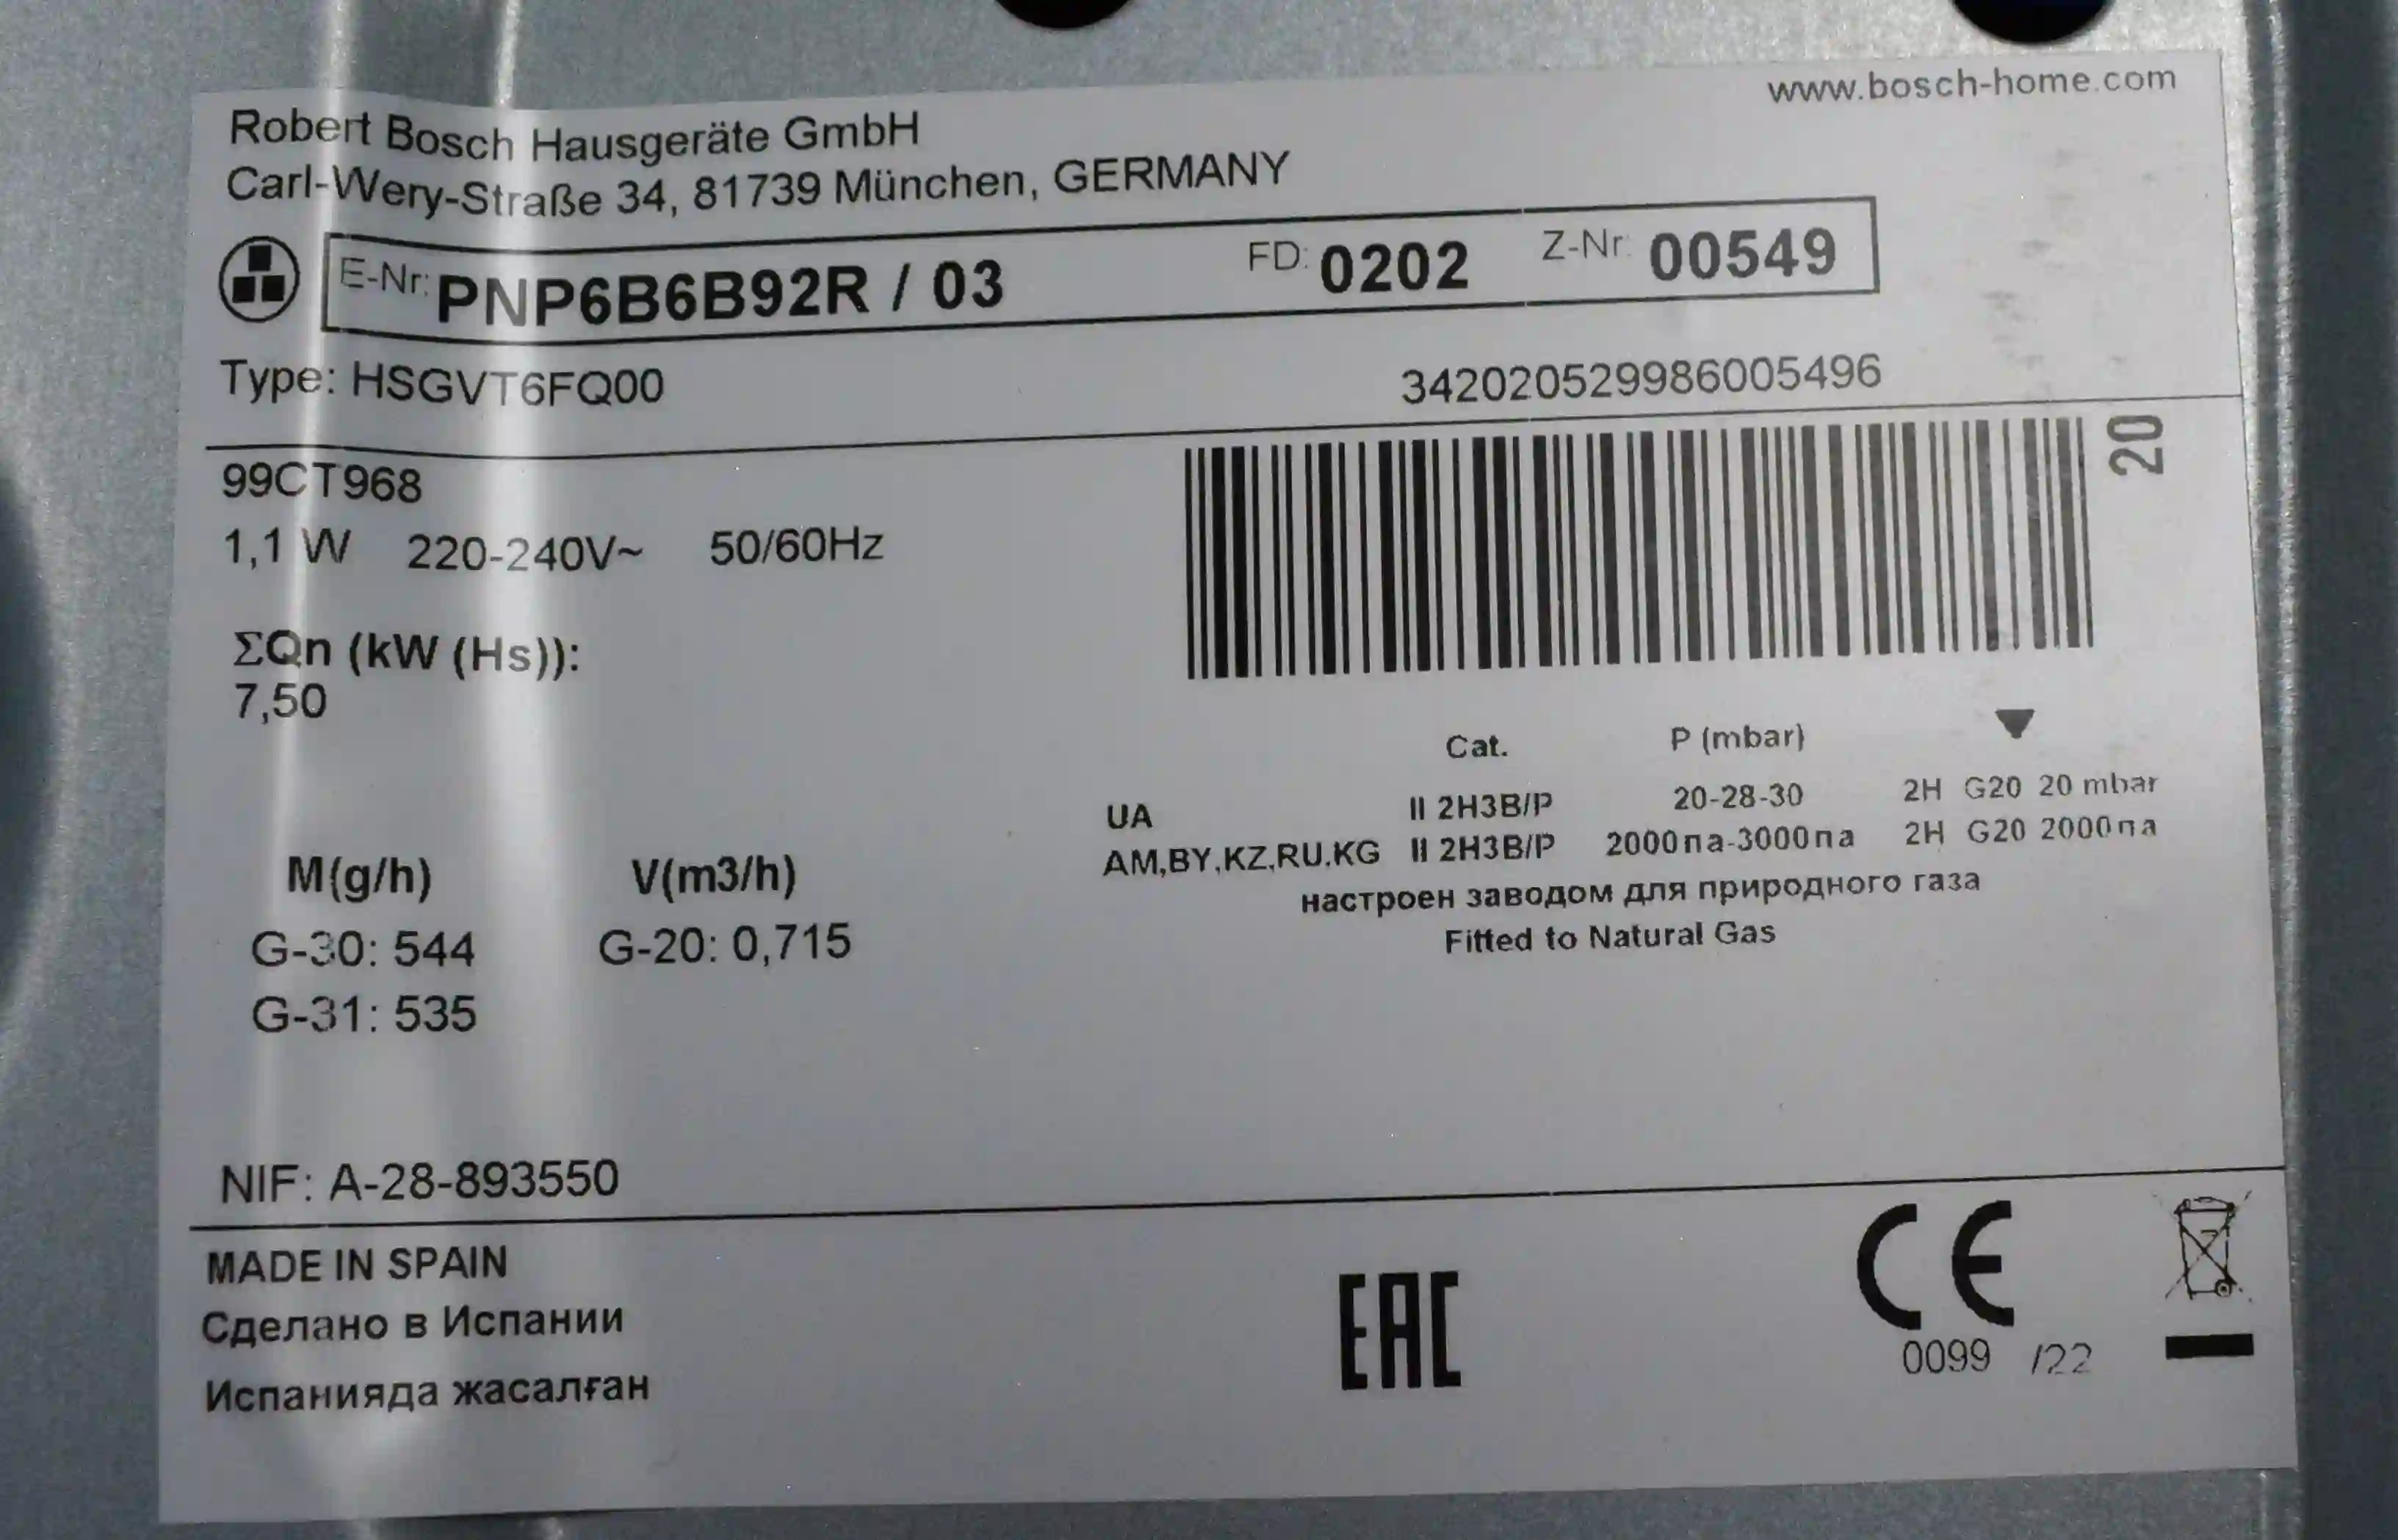 www.bosch-home.com
Robert Bosch Hausgeräte GmbH
Carl-Wery-Straße 34, 81739 München, GERMANY
E-Nr: PNP6B6B92R / 03 FD: 0202 Z-Nr: 00549
Type: HSGVT6FQ00 342020529986005496
99CT968
20
1,1 W 220-240V~ 50/60Hz
ΣQn (kW (Hs)):
7,50
Cat. P (mbar)
UA II 2H3B/P 20-28-30 2H G20 20 mbar
AM,BY,KZ,RU,KG II 2H3B/P 2000па-3000па 2H G20 2000па
настроен заводом для природного газа
Fitted to Natural Gas
M(g/h) V(m3/h)
G-30: 544 G-20: 0,715
G-31: 535
NIF: A-28-893550
MADE IN SPAIN
Сделано в Испании
Испанияда жасалған
EAC
CE
0099 /22